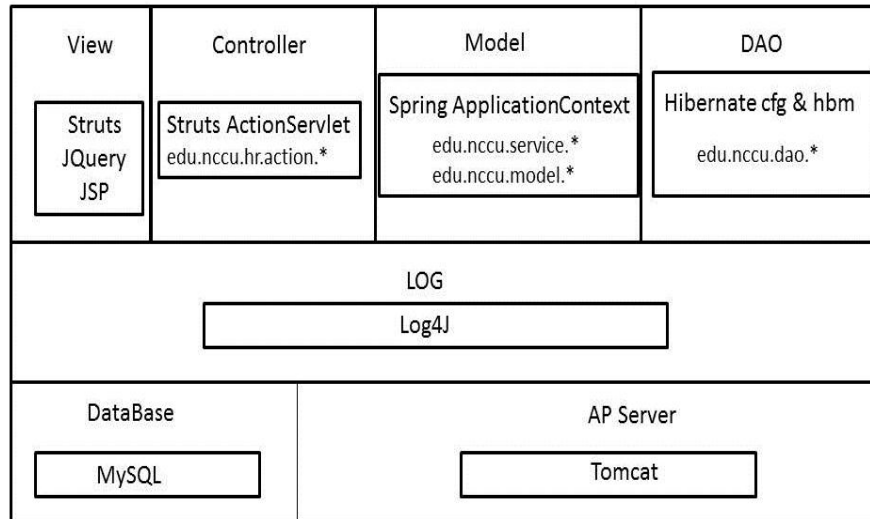 View
Controller
Model
DAO
Struts
JQuery
JSP
Struts ActionServlet
edu.nccu.hr.action.*
Spring ApplicationContext
edu.nccu.service.*
edu.nccu.model.*
Hibernate cfg & hbm
edu.nccu.dao.*
LOG
Log4J
DataBase
MySQL
AP Server
Tomcat